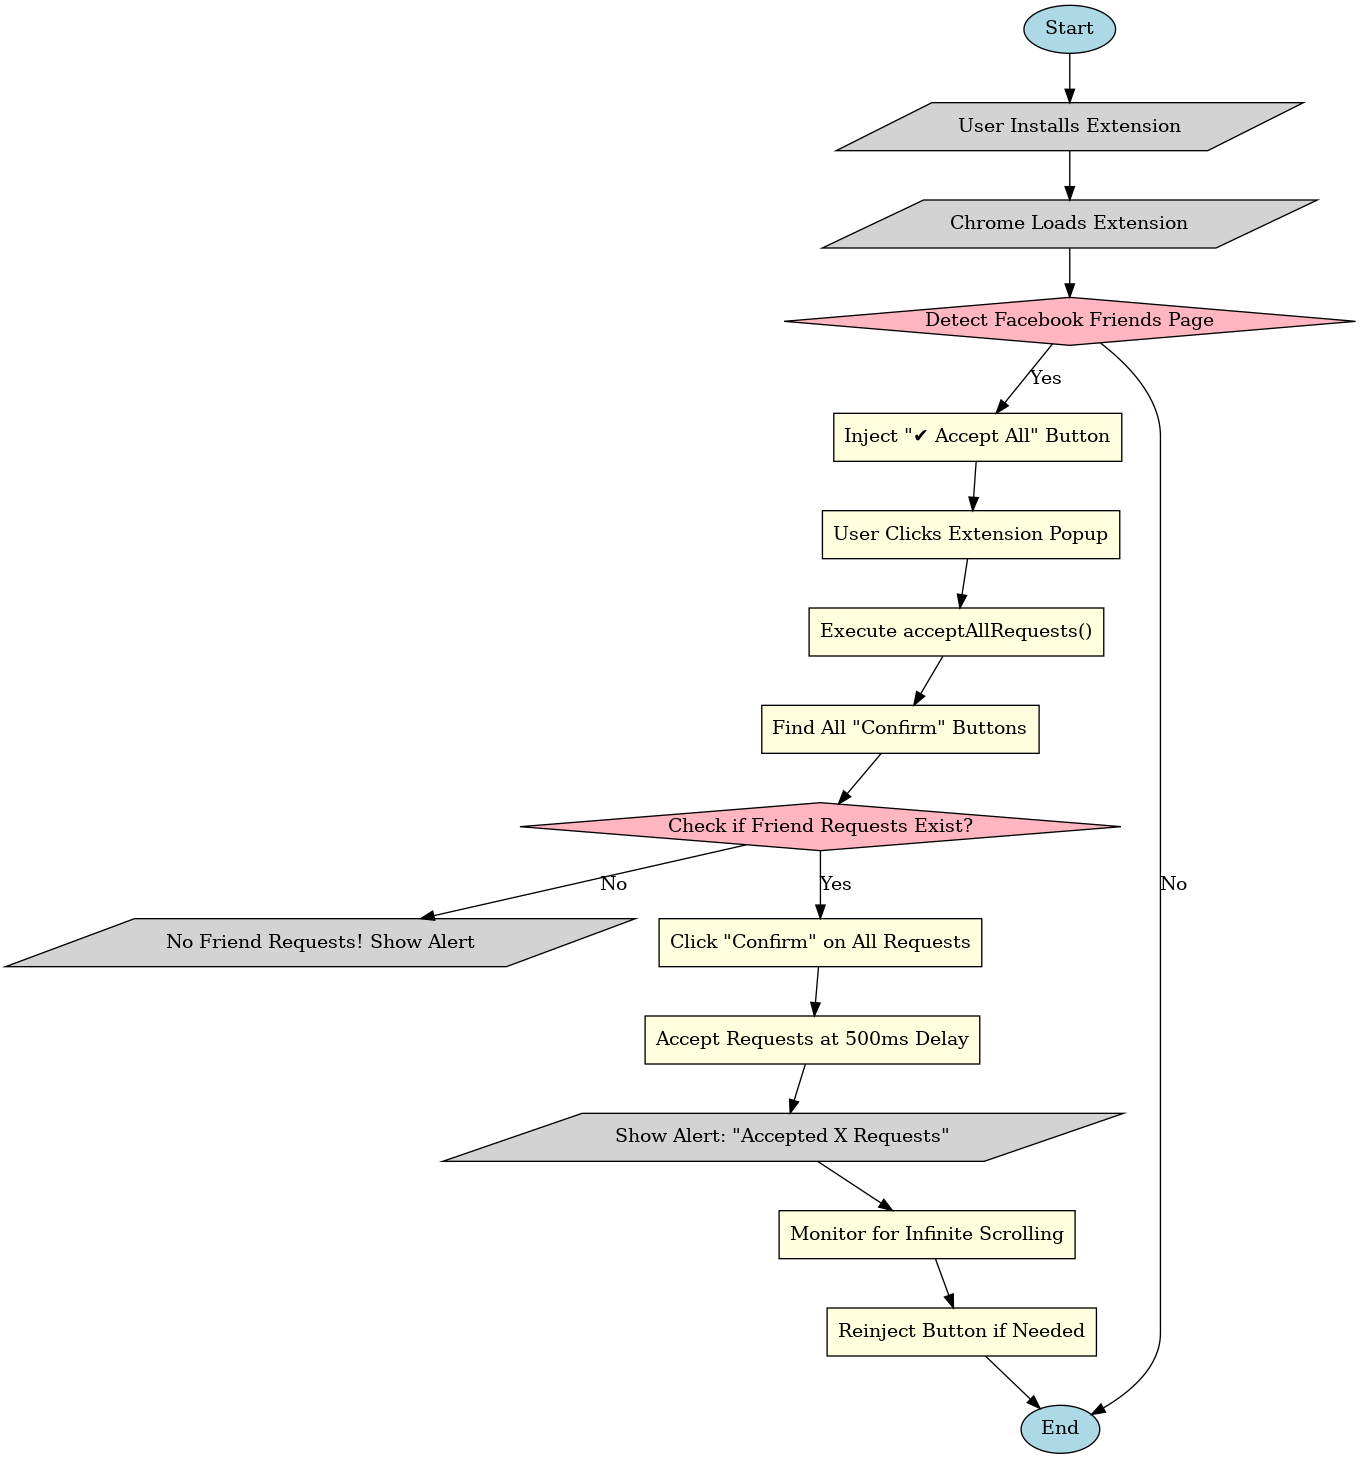 Start
User Installs Extension
Chrome Loads Extension
Detect Facebook Friends Page
Yes
Inject "✔ Accept All" Button
User Clicks Extension Popup
Execute acceptAllRequests()
Find All "Confirm" Buttons
Check if Friend Requests Exist?
No
Yes
No
No Friend Requests! Show Alert
Click "Confirm" on All Requests
Accept Requests at 500ms Delay
Show Alert: "Accepted X Requests"
Monitor for Infinite Scrolling
Reinject Button if Needed
End